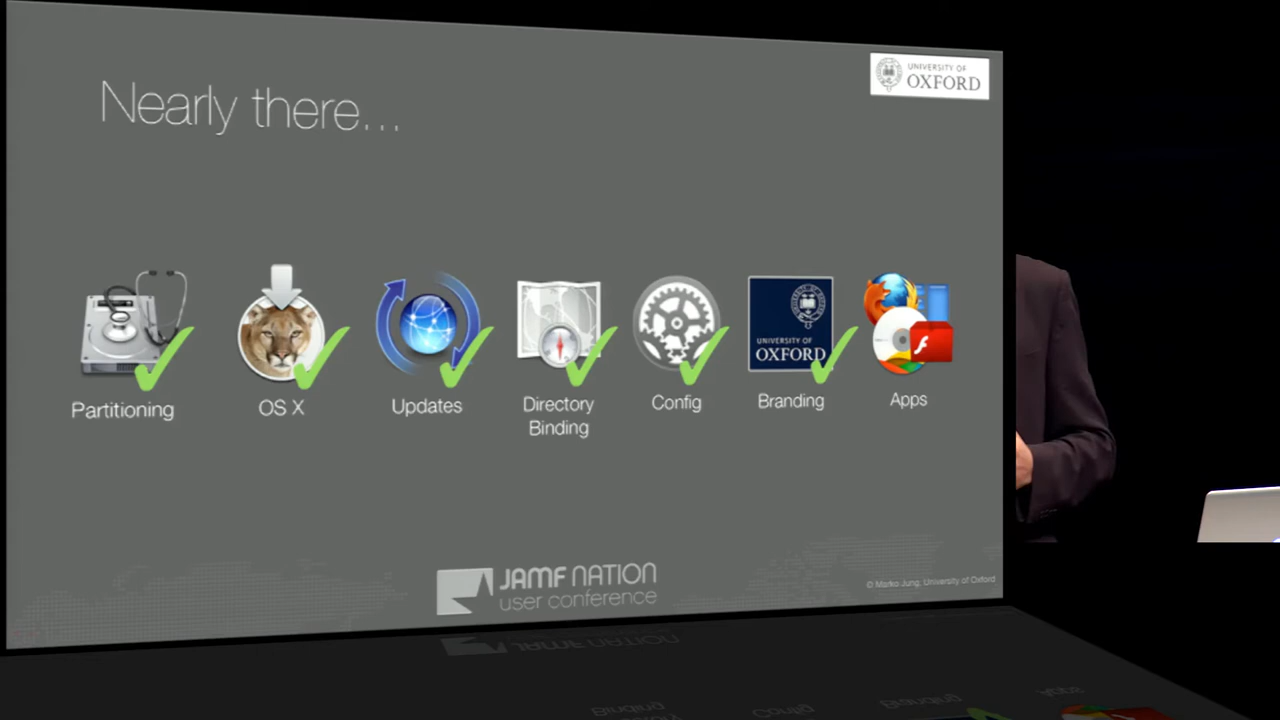 Nearly there...
UNIVERSITY OF
OXFORD
Partitioning
OS X
Updates
Directory
Binding
Config
UNIVERSITY OF
OXFORD
Branding
Apps
JAMF NATION
user conference
© Marko Jung, University of Oxford